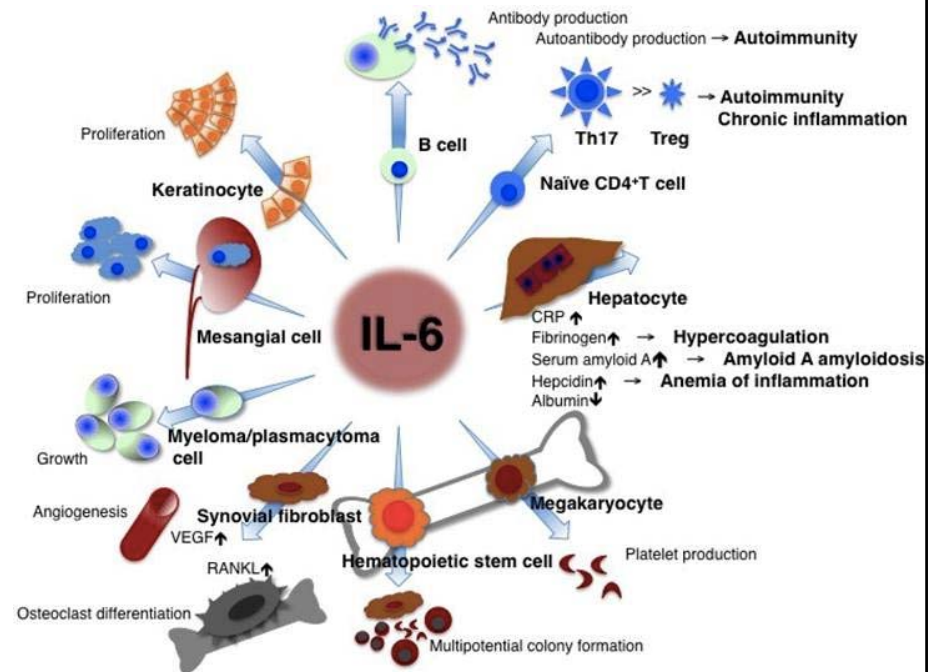 Antibody production
Autoantibody production → Autoimmunity
Th17 >> Treg → Autoimmunity
Chronic inflammation
B cell
Naïve CD4⁺T cell
Proliferation
Keratinocyte
Proliferation
Mesangial cell
IL-6
Hepatocyte
CRP ↑
Fibrinogen↑ → Hypercoagulation
Serum amyloid A↑ → Amyloid A amyloidosis
Hepcidin↑ → Anemia of inflammation
Albumin↓
Growth
Myeloma/plasmacytoma
cell
Angiogenesis
VEGF↑
Synovial fibroblast
RANKL↑
Osteoclast differentiation
Hematopoietic stem cell
Multipotential colony formation
Megakaryocyte
Platelet production